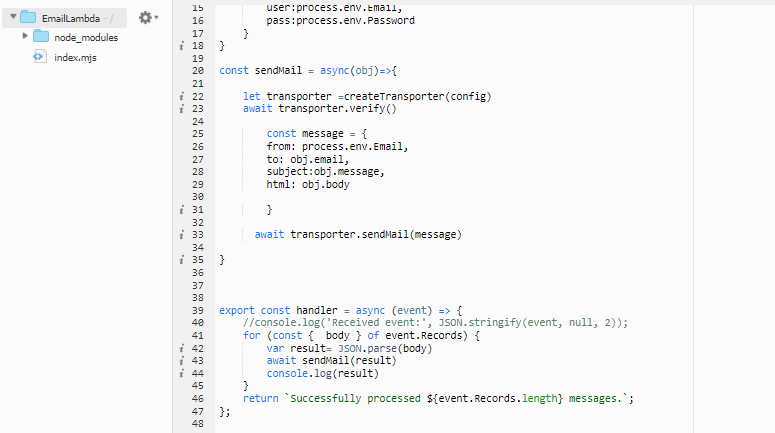 EmailLambda - /
node_modules
index.mjs
15 user:process.env.Email,
16 pass:process.env.Password
17 }
i 18 }
19
20 const sendMail = async(obj)=>{
21
i 22 let transporter =createTransporter(config)
i 23 await transporter.verify()
24
25 const message = {
26 from: process.env.Email,
27 to: obj.email,
28 subject:obj.message,
29 html: obj.body
30
i 31 }
32
i 33 await transporter.sendMail(message)
34
i 35 }
36
37
38
39 export const handler = async (event) => {
40 //console.log('Received event:', JSON.stringify(event, null, 2));
41 for (const {  body } of event.Records) {
i 42 var result= JSON.parse(body)
i 43 await sendMail(result)
i 44 console.log(result)
45 }
46 return `Successfully processed ${event.Records.length} messages.`;
47 };
48